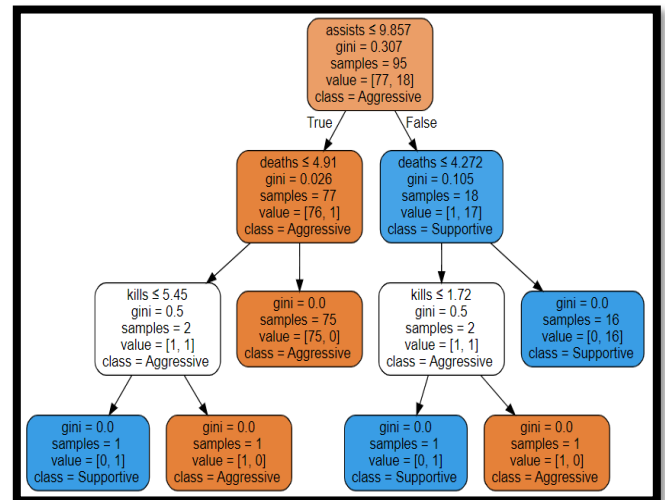 assists ≤ 9.857
gini = 0.307
samples = 95
value = [77, 18]
class = Aggressive
True
False
deaths ≤ 4.91
gini = 0.026
samples = 77
value = [76, 1]
class = Aggressive
deaths ≤ 4.272
gini = 0.105
samples = 18
value = [1, 17]
class = Supportive
kills ≤ 5.45
gini = 0.5
samples = 2
value = [1, 1]
class = Aggressive
gini = 0.0
samples = 75
value = [75, 0]
class = Aggressive
kills ≤ 1.72
gini = 0.5
samples = 2
value = [1, 1]
class = Aggressive
gini = 0.0
samples = 16
value = [0, 16]
class = Supportive
gini = 0.0
samples = 1
value = [0, 1]
class = Supportive
gini = 0.0
samples = 1
value = [1, 0]
class = Aggressive
gini = 0.0
samples = 1
value = [0, 1]
class = Supportive
gini = 0.0
samples = 1
value = [1, 0]
class = Aggressive